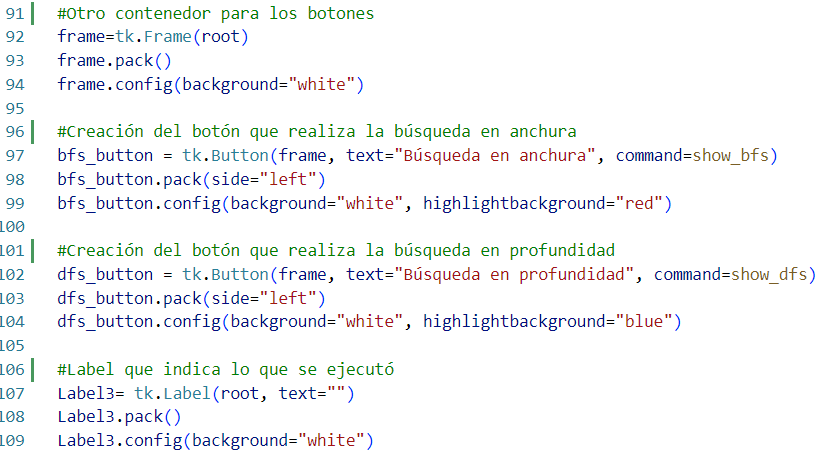 91 #Otro contenedor para los botones
92 frame=tk.Frame(root)
93 frame.pack()
94 frame.config(background="white")
95
96 #Creación del botón que realiza la búsqueda en anchura
97 bfs_button = tk.Button(frame, text="Búsqueda en anchura", command=show_bfs)
98 bfs_button.pack(side="left")
99 bfs_button.config(background="white", highlightbackground="red")
100
101 #Creación del botón que realiza la búsqueda en profundidad
102 dfs_button = tk.Button(frame, text="Búsqueda en profundidad", command=show_dfs)
103 dfs_button.pack(side="left")
104 dfs_button.config(background="white", highlightbackground="blue")
105
106 #Label que indica lo que se ejecutó
107 Label3= tk.Label(root, text="")
108 Label3.pack()
109 Label3.config(background="white")